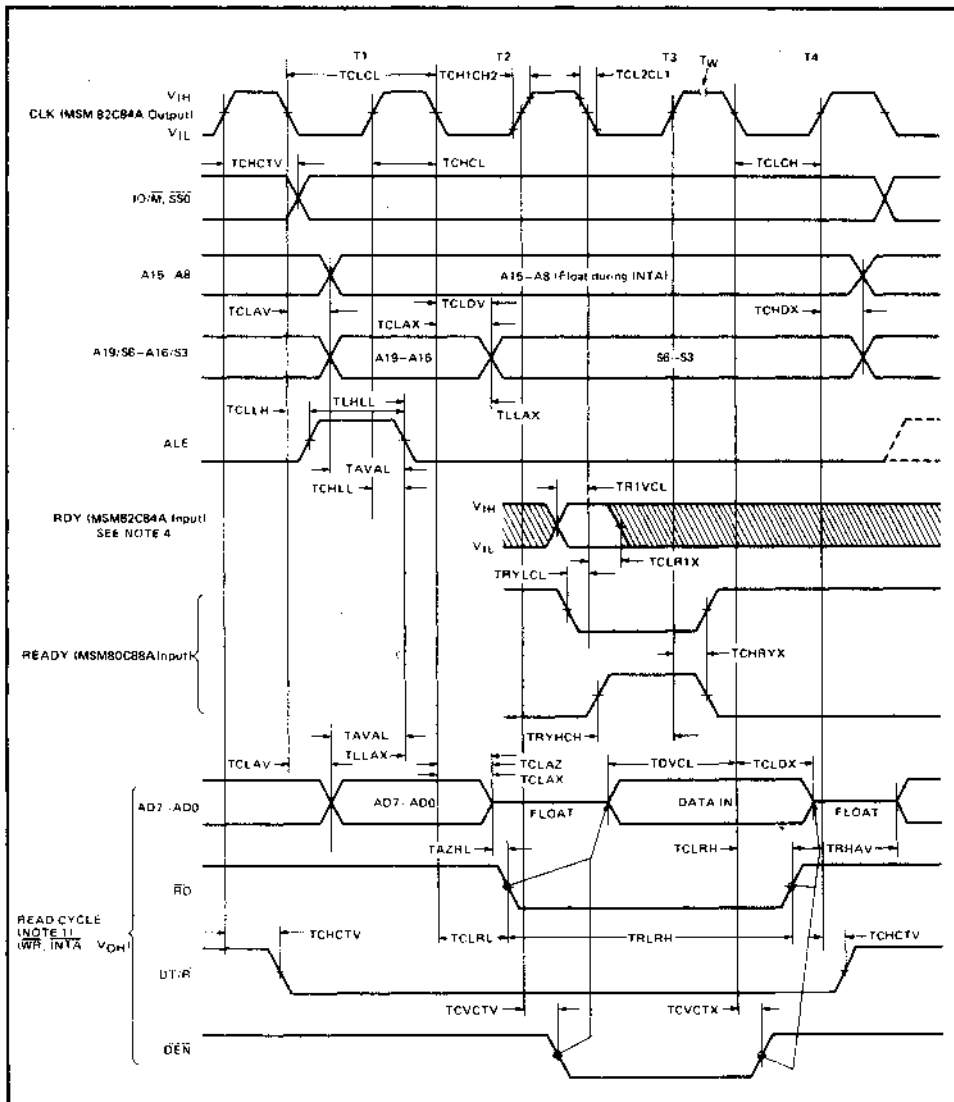 T1 T2 T3 TW T4
TCLCL TCH1CH2 TCL2CL1
VIH
CLK (MSM 82C84A Output)
VIL
TCHCTV TCHCL TCLCH
IO/M, SS0
A15-A8 A15-A8 (Float during INTA)
TCLDV
TCLAV TCLAX TCHDX
A19/S6-A16/S3 A19-A16 S6-S3
TLHLL
TCLLH TLLAX
ALE
TAVAL
TCHLL TR1VCL
RDY (MSM82C84A Input) VIH
SEE NOTE 4
VIL
TCLR1X
TRYLCL
READY (MSM80C88A Input)
TCHRYX
TAVAL TRYHCH
TLLAX TCLAZ
TCLAV TCLAX TDVCL TCLDX
AD7-AD0 AD7-AD0 FLOAT DATA IN FLOAT
TAZRL TCLRH TRHAV
RD
READ CYCLE
(NOTE 1)
(WR, INTA VOH)
TCHCTV TCLRL TRLRH TCHCTV
DT/R
TCVCTV TCVCTX
DEN